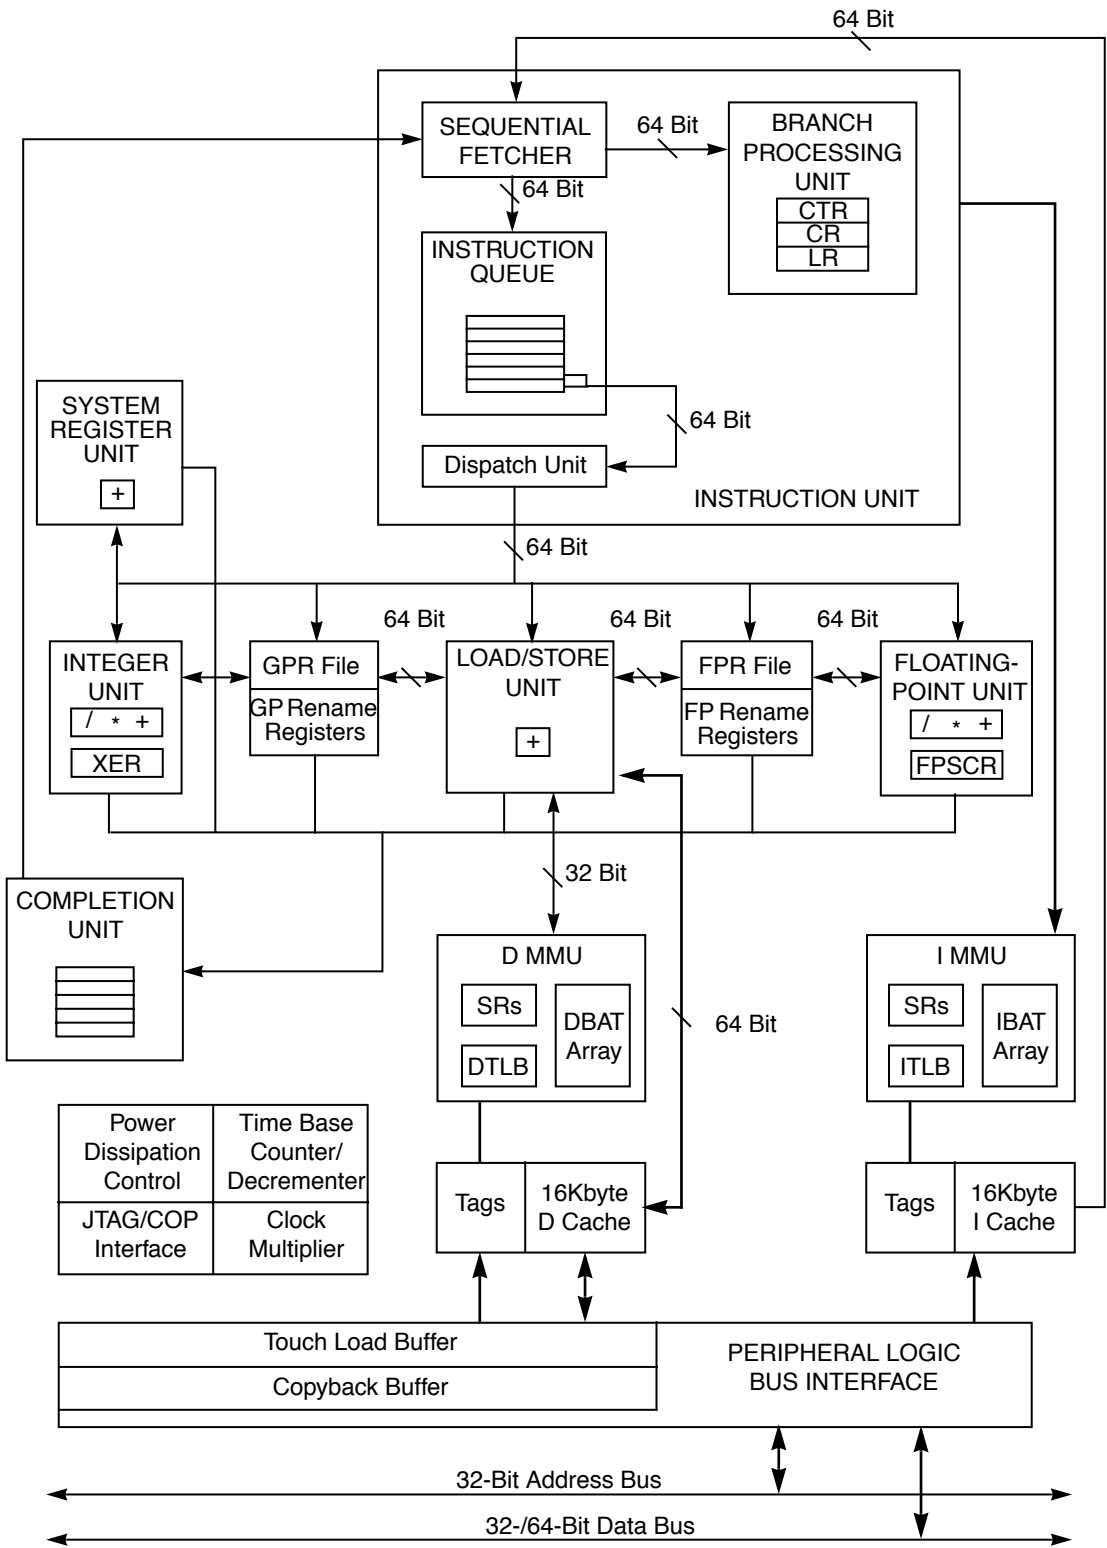 64 Bit
SEQUENTIAL
FETCHER
64 Bit
BRANCH
PROCESSING
UNIT
CTR
CR
LR
64 Bit
INSTRUCTION
QUEUE
64 Bit
Dispatch Unit
INSTRUCTION UNIT
SYSTEM
REGISTER
UNIT
+
64 Bit
64 Bit
64 Bit
64 Bit
INTEGER
UNIT
/ * +
XER
GPR File
GP Rename
Registers
LOAD/STORE
UNIT
+
FPR File
FP Rename
Registers
FLOATING-
POINT UNIT
/ * +
FPSCR
32 Bit
COMPLETION
UNIT
D MMU
SRs
DTLB
DBAT
Array
64 Bit
I MMU
SRs
ITLB
IBAT
Array
Power
Dissipation
Control
Time Base
Counter/
Decrementer
JTAG/COP
Interface
Clock
Multiplier
Tags
16Kbyte
D Cache
Tags
16Kbyte
I Cache
Touch Load Buffer
Copyback Buffer
PERIPHERAL LOGIC
BUS INTERFACE
32-Bit Address Bus
32-/64-Bit Data Bus